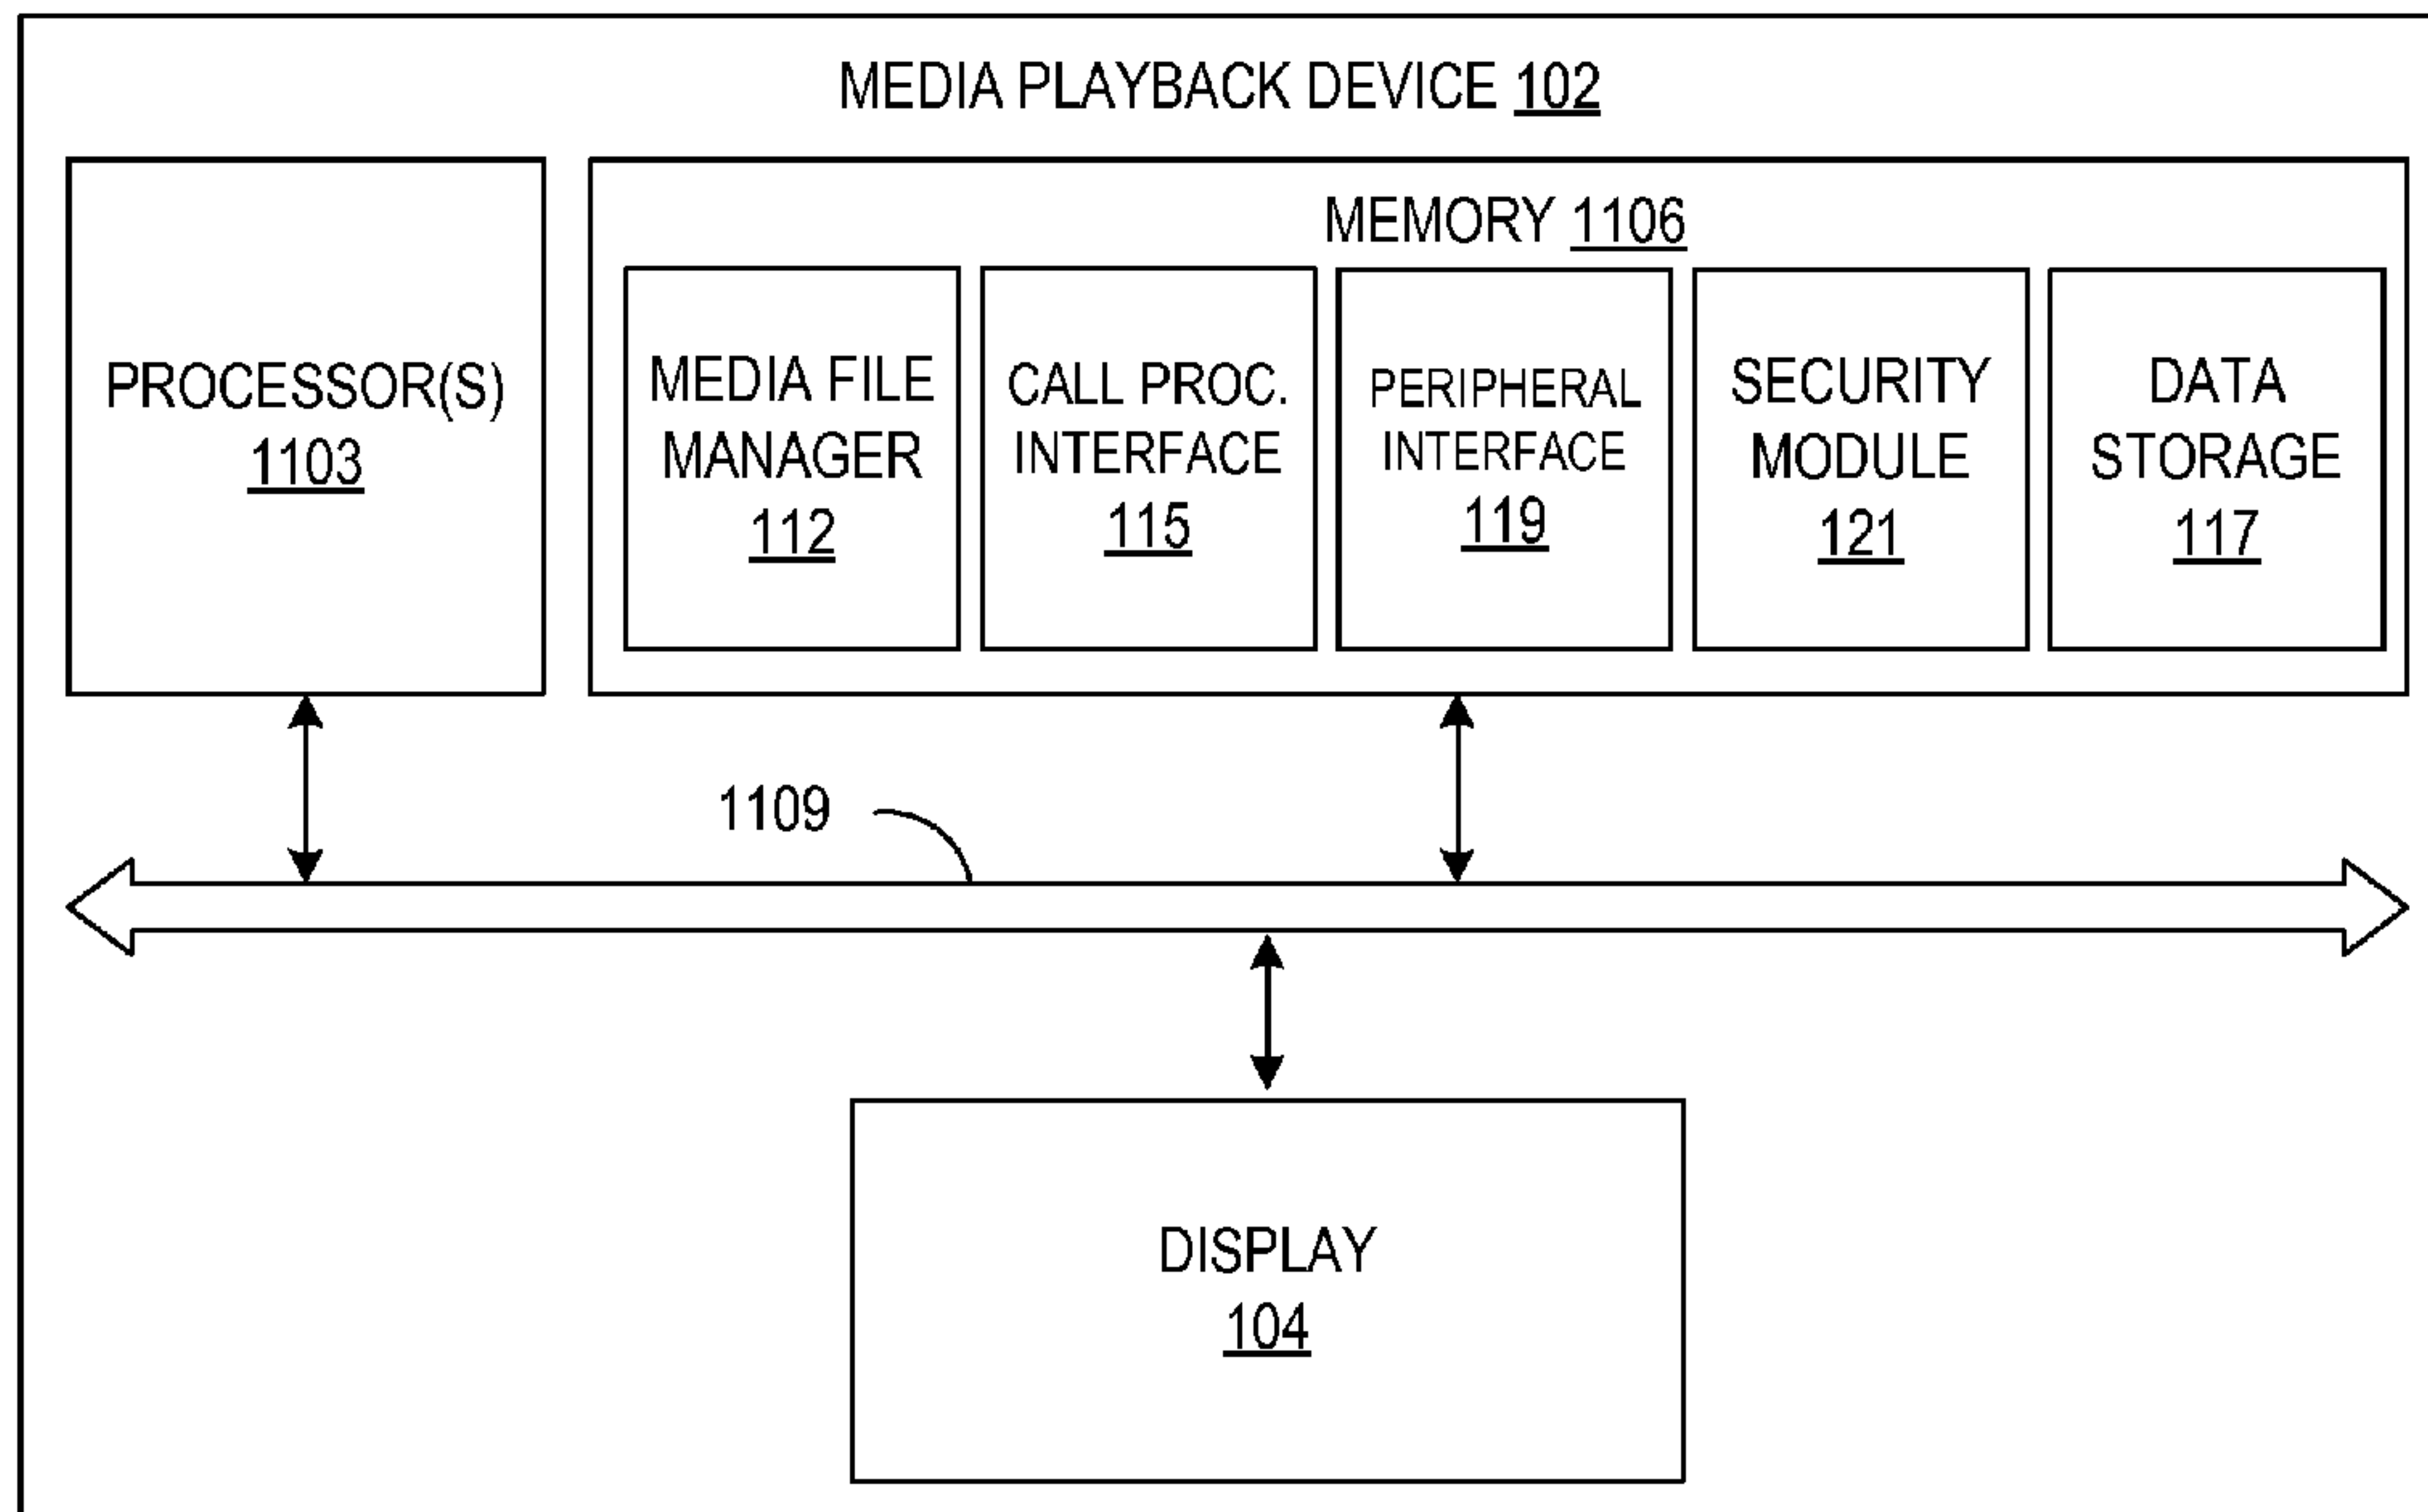 MEDIA PLAYBACK DEVICE 102
MEMORY 1106
PROCESSOR(S)
1103
MEDIA FILE
MANAGER
112
CALL PROC.
INTERFACE
115
PERIPHERAL
INTERFACE
119
SECURITY
MODULE
121
DATA
STORAGE
117
1109
DISPLAY
104